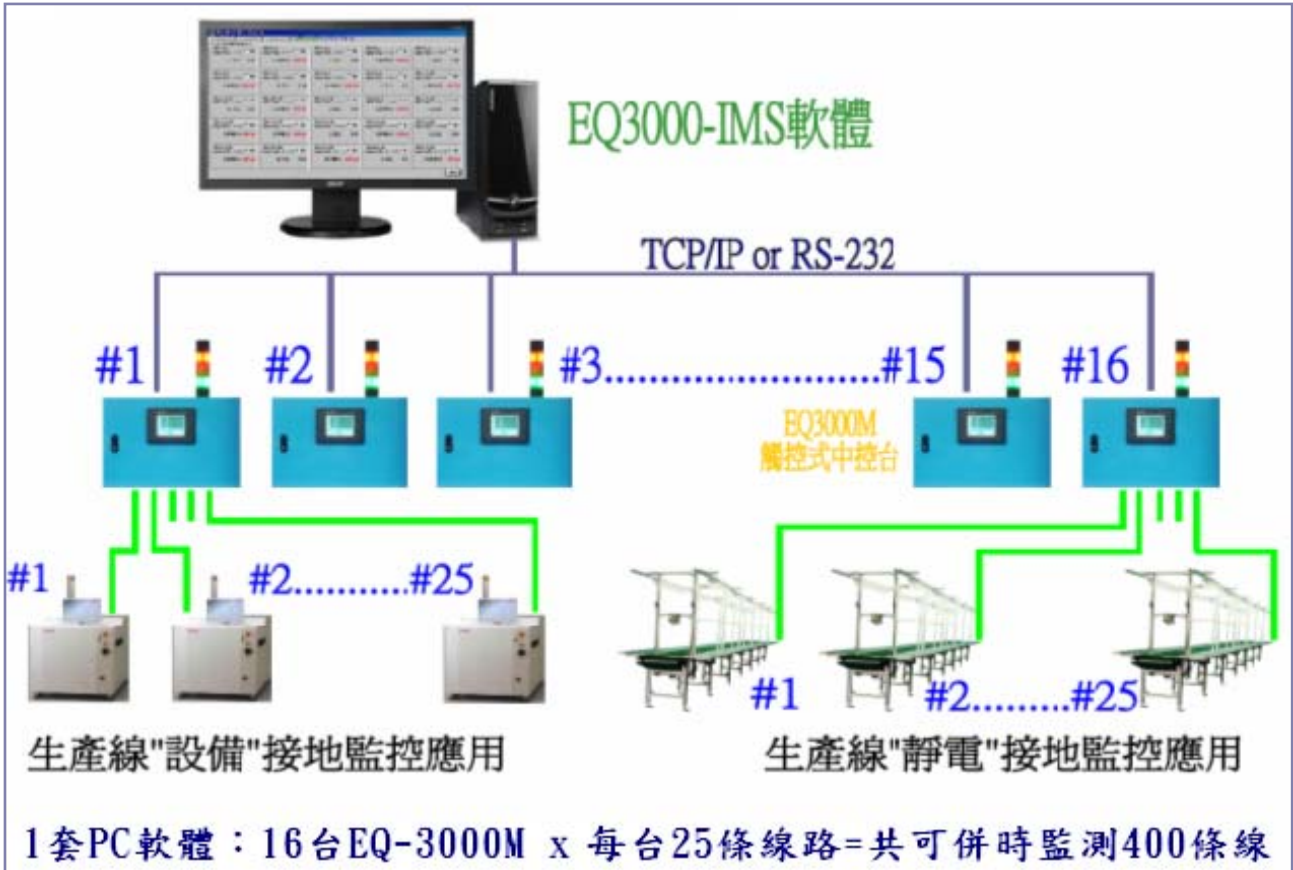 EQ3000-IMS軟體
TCP/IP or RS-232
#1 #2 #3........................#15 #16
EQ3000M
觸控式中控台
#1 #2...........#25
#1 #2.........#25
生產線"設備"接地監控應用 生產線"靜電"接地監控應用
1套PC軟體：16台EQ-3000M x 每台25條線路=共可併時監測400條線